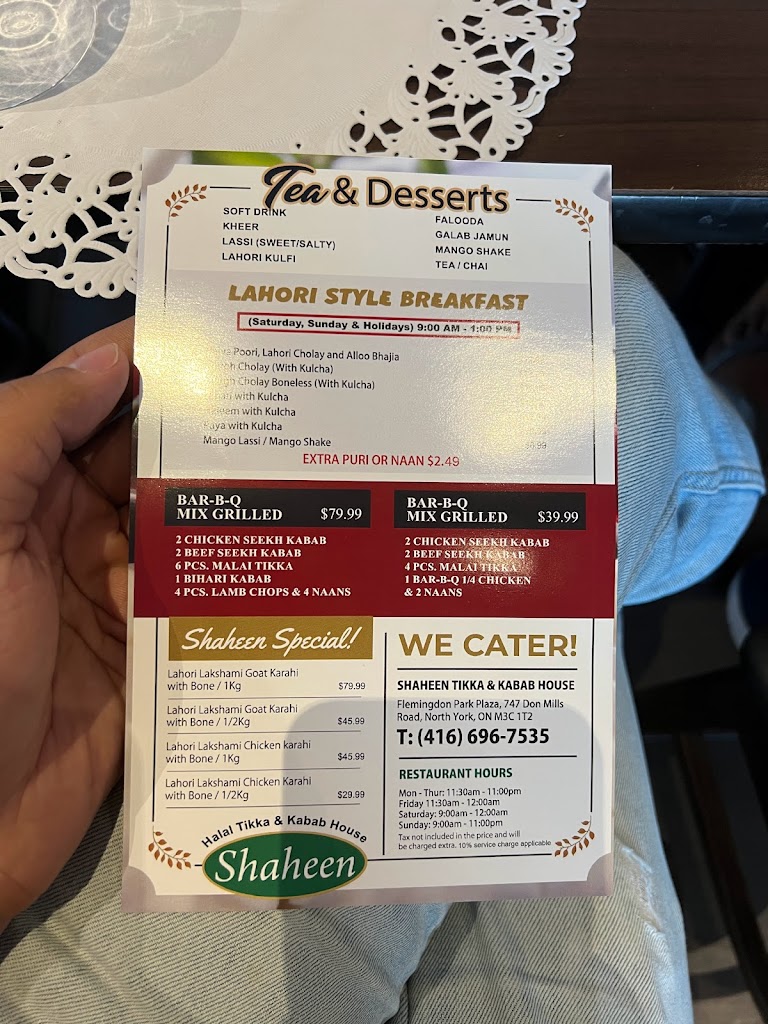 Tea & Desserts
SOFT DRINK
KHEER
LASSI (SWEET/SALTY)
LAHORI KULFI
FALOODA
GALAB JAMUN
MANGO SHAKE
TEA / CHAI
LAHORI STYLE BREAKFAST
(Saturday, Sunday & Holidays) 9:00 AM - 1:00 PM
Poori, Lahori Cholay and Alloo Bhajia
Cholay (With Kulcha)
Cholay Boneless (With Kulcha)
with Kulcha
with Kulcha
Paya with Kulcha
Mango Lassi / Mango Shake
EXTRA PURI OR NAAN $2.49
BAR-B-Q
MIX GRILLED $79.99
2 CHICKEN SEEKH KABAB
2 BEEF SEEKH KABAB
6 PCS. MALAI TIKKA
1 BIHARI KABAB
4 PCS. LAMB CHOPS & 4 NAANS
BAR-B-Q
MIX GRILLED $39.99
2 CHICKEN SEEKH KABAB
2 BEEF SEEKH KABAB
4 PCS. MALAI TIKKA
1 BAR-B-Q 1/4 CHICKEN
& 2 NAANS
Shaheen Special!
Lahori Lakshami Goat Karahi
with Bone / 1Kg $79.99
Lahori Lakshami Goat Karahi
with Bone / 1/2Kg $45.99
Lahori Lakshami Chicken karahi
with Bone / 1Kg $45.99
Lahori Lakshami Chicken Karahi
with Bone / 1/2Kg $29.99
Halal Tikka & Kabab House
Shaheen
WE CATER!
SHAHEEN TIKKA & KABAB HOUSE
Flemingdon Park Plaza, 747 Don Mills
Road, North York, ON M3C 1T2
T: (416) 696-7535
RESTAURANT HOURS
Mon - Thur: 11:30am - 11:00pm
Friday 11:30am - 12:00am
Saturday: 9:00am - 12:00am
Sunday: 9:00am - 11:00pm
Tax not included in the price and will
be charged extra. 10% service charge applicable